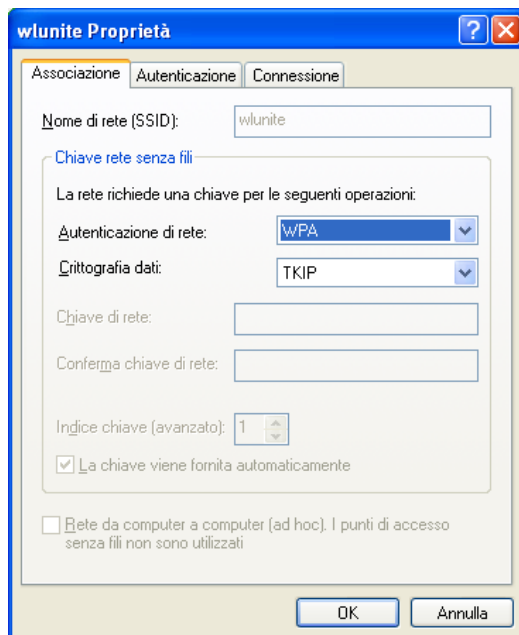 wlunite Proprietà
Associazione Autenticazione Connessione
Nome di rete (SSID): wlunite
Chiave rete senza fili
La rete richiede una chiave per le seguenti operazioni:
Autenticazione di rete: WPA
Crittografia dati: TKIP
Chiave di rete:
Conferma chiave di rete:
Indice chiave (avanzato): 1
La chiave viene fornita automaticamente
Rete da computer a computer (ad hoc). I punti di accesso
senza fili non sono utilizzati
OK Annulla